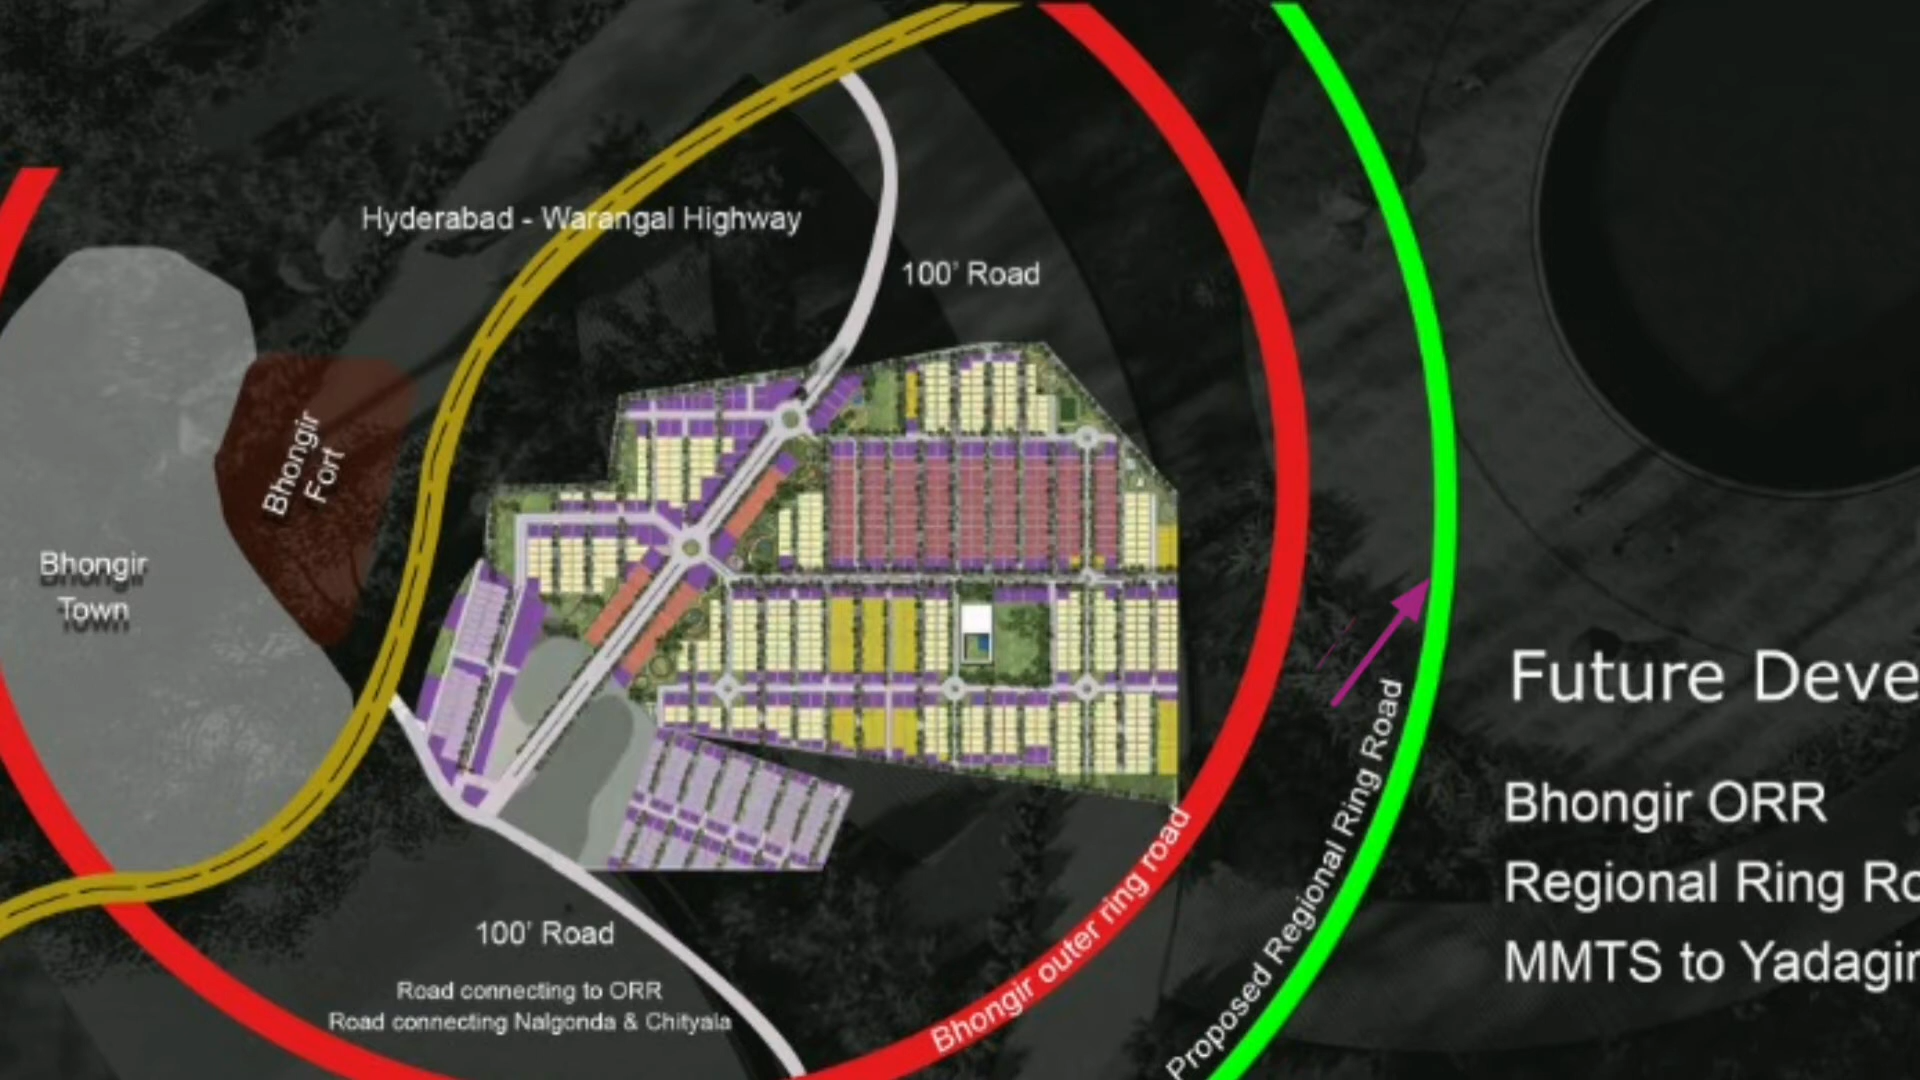 Hyderabad - Warangal Highway
100' Road
Bhongir
Fort
Bhongir
Town
Future Deve
Bhongir ORR
Regional Ring Ro
MMTS to Yadagir
Proposed Regional Ring Road
Bhongir outer ring road
100' Road
Road connecting to ORR
Road connecting Nalgonda & Chityala